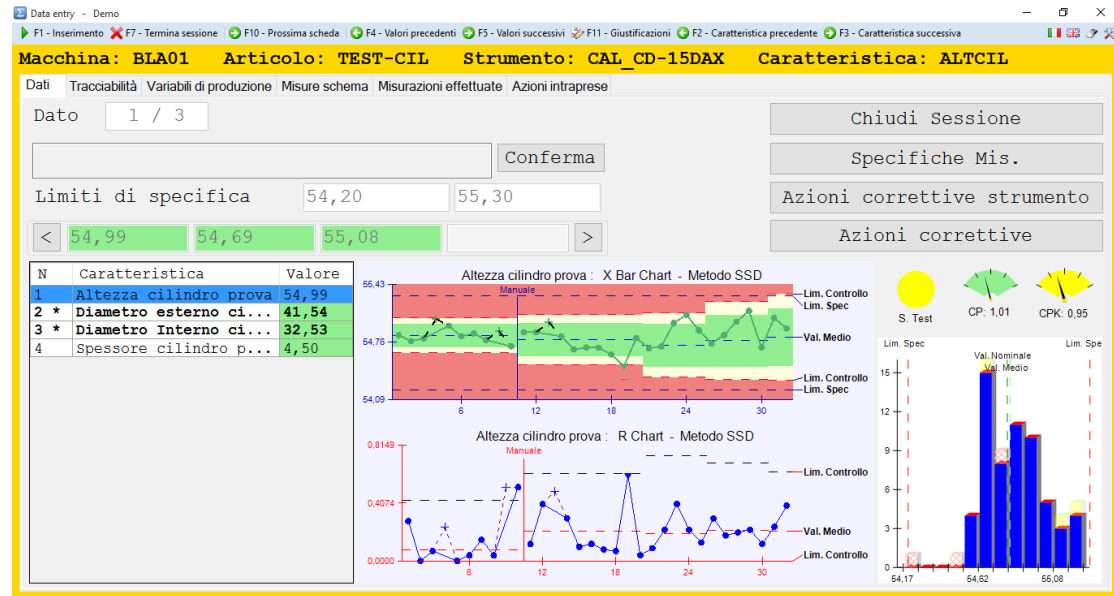 Data entry - Demo
F1 - Inserimento F7 - Termina sessione F10 - Prossima scheda F4 - Valori precedenti F5 - Valori successivi F11 - Giustificazioni F2 - Caratteristica precedente F3 - Caratteristica successiva
Macchina: BLA01 Articolo: TEST-CIL Strumento: CAL_CD-15DAX Caratteristica: ALTCIL
Dati Tracciabilità Variabili di produzione Misure schema Misurazioni effettuate Azioni intraprese
Dato 1 / 3
Chiudi Sessione
Conferma
Specifiche Mis.
Limiti di specifica 54,20 55,30
Azioni correttive strumento
< 54,99 54,69 55,08 >
Azioni correttive
N Caratteristica Valore
1 Altezza cilindro prova 54,99
2 * Diametro esterno ci... 41,54
3 * Diametro Interno ci... 32,53
4 Spessore cilindro p... 4,50
Altezza cilindro prova : X Bar Chart - Metodo SSD
55,43
Manuale
Lim. Controllo
Lim. Spec
54,76
Val. Medio
Lim. Controllo
Lim. Spec
54,09
6 12 18 24 30
Altezza cilindro prova : R Chart - Metodo SSD
0,8149
Manuale
Lim. Controllo
0,4074
Val. Medio
Lim. Controllo
0,0000
6 12 18 24 30
S. Test
CP: 1,01
CPK: 0,95
Lim. Spec
Lim. Spe
Val. Nominale
Val. Medio
15
12
9
6
3
0
54,17 54,62 55,08